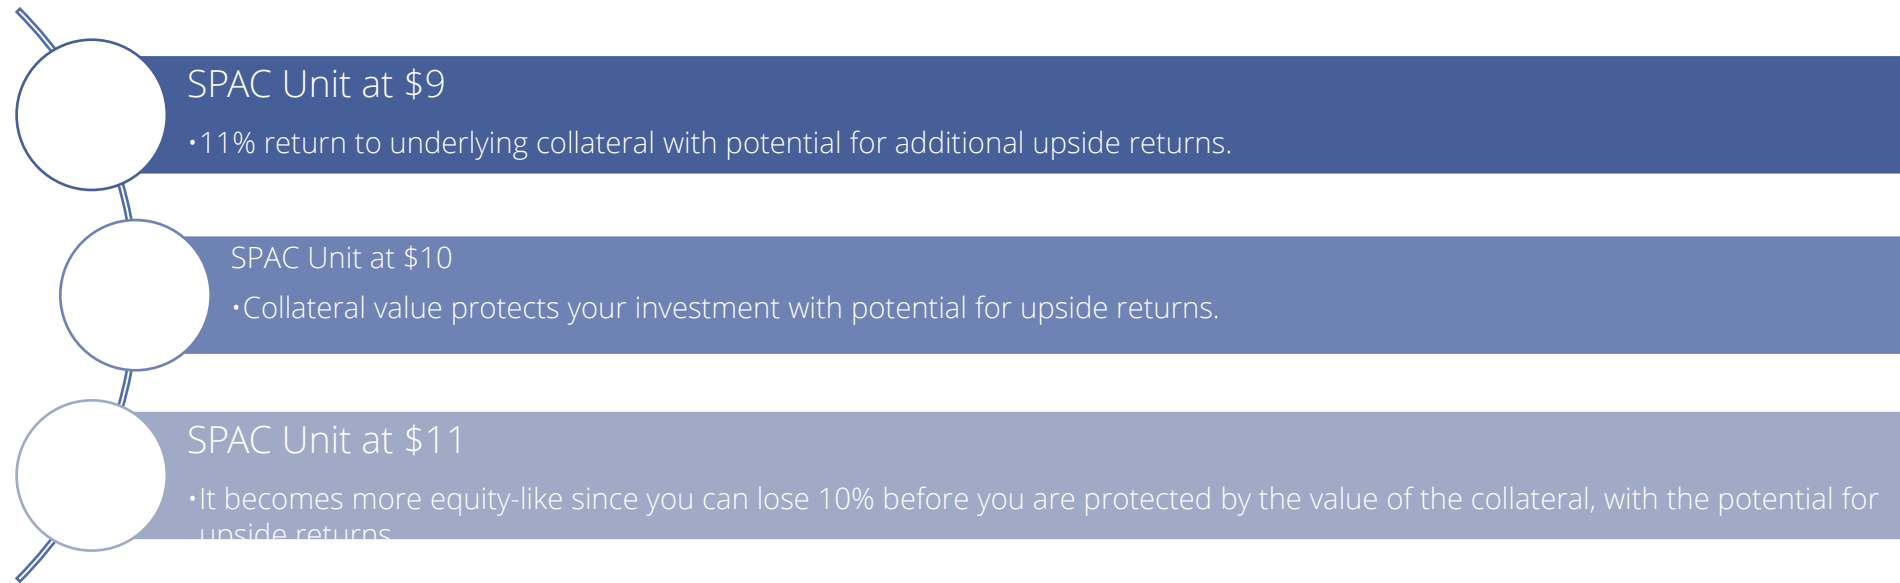 SPAC Unit at $9
•11% return to underlying collateral with potential for additional upside returns.
SPAC Unit at $10
•Collateral value protects your investment with potential for upside returns.
SPAC Unit at $11
•It becomes more equity-like since you can lose 10% before you are protected by the value of the collateral, with the potential for
upside returns.